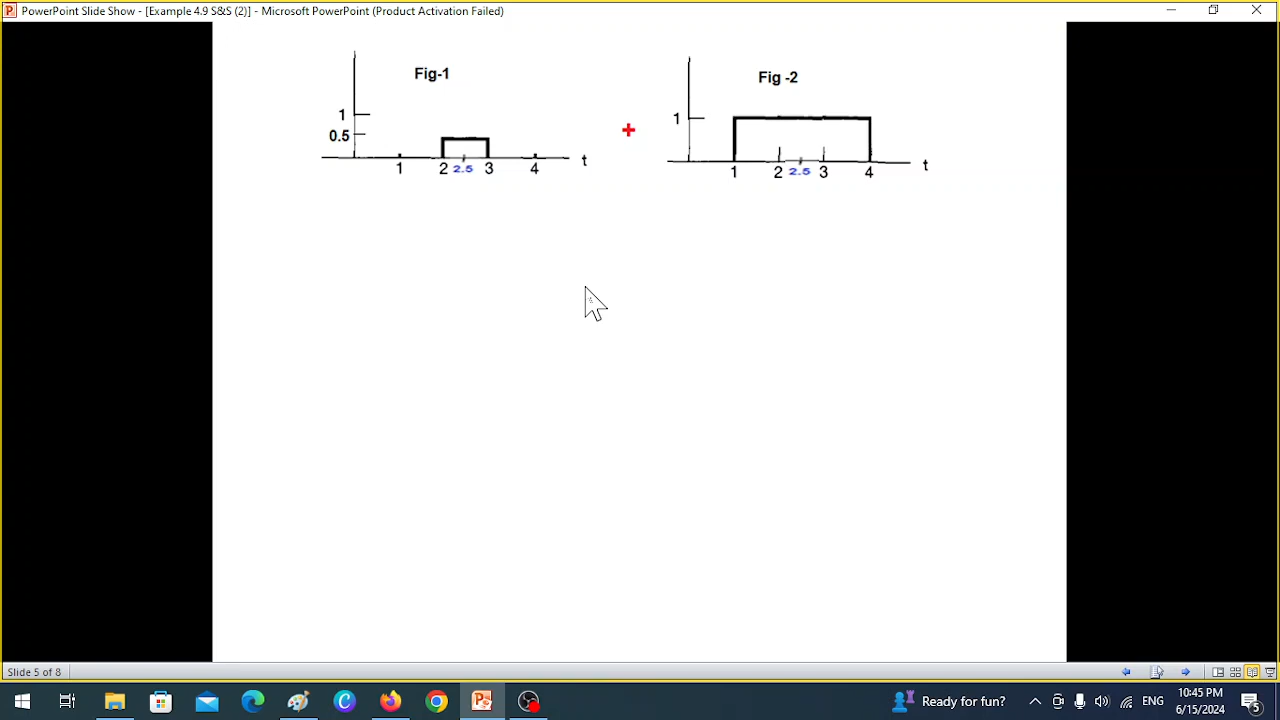 PowerPoint Slide Show - [Example 4.9 S&S (2)] - Microsoft PowerPoint (Product Activation Failed)
Fig-1
1
0.5
1 2 2.5 3 4
t
+
Fig -2
1
1 2 2.5 3 4
t
Slide 5 of 8
Ready for fun?
ENG
10:45 PM
6/15/2024
5